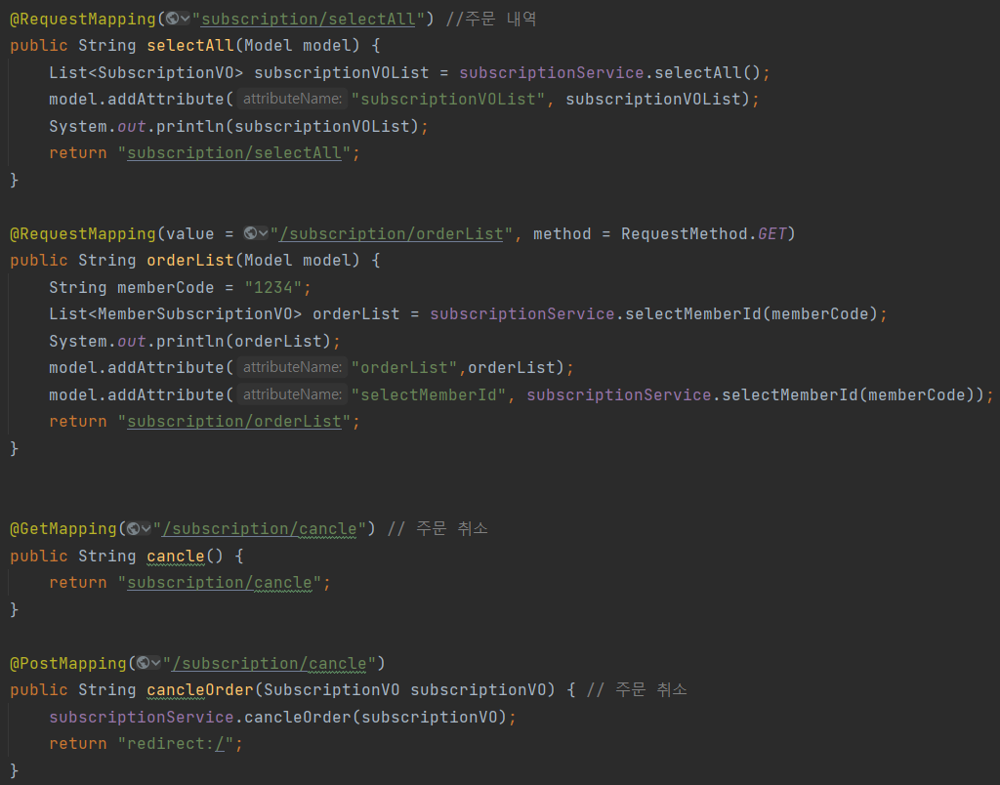 @RequestMapping("subscription/selectAll") //주문 내역
public String selectAll(Model model) {
List<SubscriptionVO> subscriptionVOList = subscriptionService.selectAll();
model.addAttribute( attributeName: "subscriptionVOList", subscriptionVOList);
System.out.println(subscriptionVOList);
return "subscription/selectAll";
}
@RequestMapping(value = "/subscription/orderList", method = RequestMethod.GET)
public String orderList(Model model) {
String memberCode = "1234";
List<MemberSubscriptionVO> orderList = subscriptionService.selectMemberId(memberCode);
System.out.println(orderList);
model.addAttribute( attributeName: "orderList",orderList);
model.addAttribute( attributeName: "selectMemberId", subscriptionService.selectMemberId(memberCode));
return "subscription/orderList";
}
@GetMapping("/subscription/cancle") // 주문 취소
public String cancle() {
return "subscription/cancle";
}
@PostMapping("/subscription/cancle")
public String cancleOrder(SubscriptionVO subscriptionVO) { // 주문 취소
subscriptionService.cancleOrder(subscriptionVO);
return "redirect:/";
}